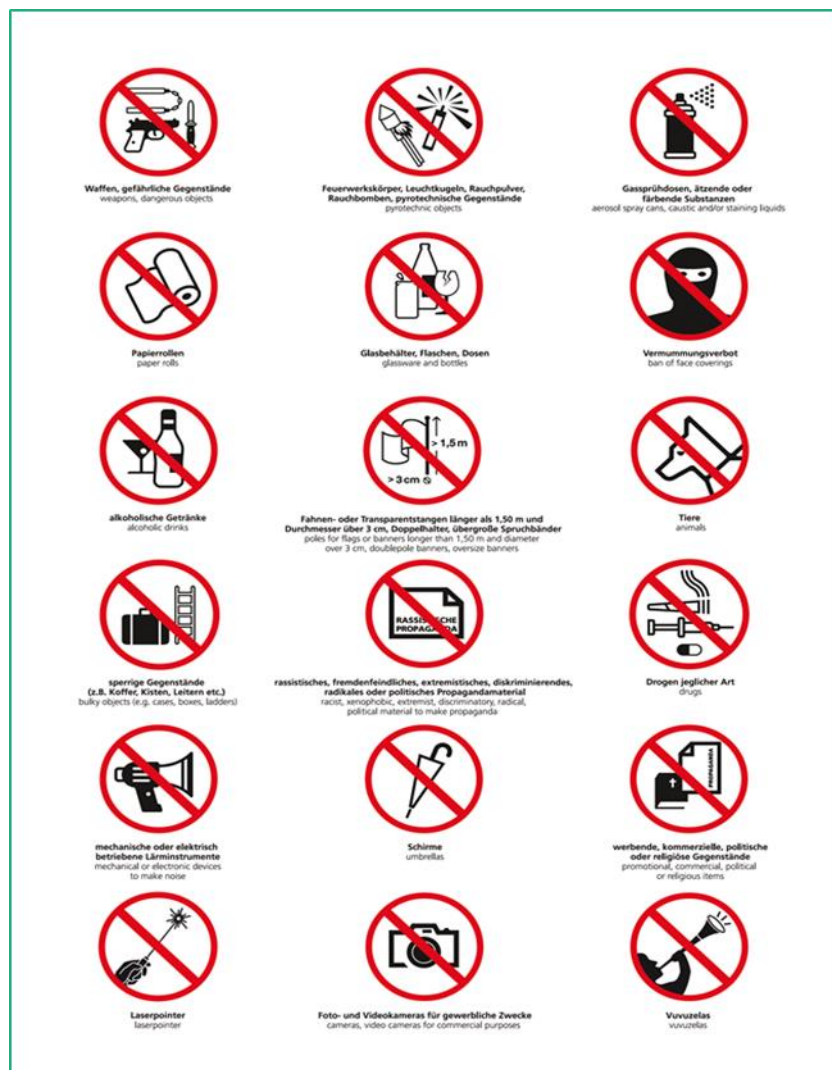 Waffen, gefährliche Gegenstände
weapons, dangerous objects
Feuerwerkskörper, Leuchtkugeln, Rauchpulver,
Rauchbomben, pyrotechnische Gegenstände
pyrotechnic objects
Gassprühdosen, ätzende oder
färbende Substanzen
aerosol spray cans, caustic and/or staining liquids
Papierrollen
paper rolls
Glasbehälter, Flaschen, Dosen
glassware and bottles
Vermummungsverbot
ban of face coverings
alkoholische Getränke
alcoholic drinks
> 1,5 m
> 3 cm
Fahnen- oder Transparentstangen länger als 1,50 m und
Durchmesser über 3 cm, Doppelhalter, übergroße Spruchbänder
poles for flags or banners longer than 1,50 m and diameter
over 3 cm, doublepole banners, oversize banners
Tiere
animals
sperrige Gegenstände
(z.B. Koffer, Kisten, Leitern etc.)
bulky objects (e.g. cases, boxes, ladders)
RASSISTISCHE
PROPAGANDA
rassistisches, fremdenfeindliches, extremistisches, diskriminierendes,
radikales oder politisches Propagandamaterial
racist, xenophobic, extremist, discriminatory, radical,
political material to make propaganda
Drogen jeglicher Art
drugs
mechanische oder elektrisch
betriebene Lärminstrumente
mechanical or electronic devices
to make noise
Schirme
umbrellas
PROPAGANDA
werbende, kommerzielle, politische
oder religiöse Gegenstände
promotional, commercial, political
or religious items
Laserpointer
laserpointer
Foto- und Videokameras für gewerbliche Zwecke
cameras, video cameras for commercial purposes
Vuvuzelas
vuvuzelas